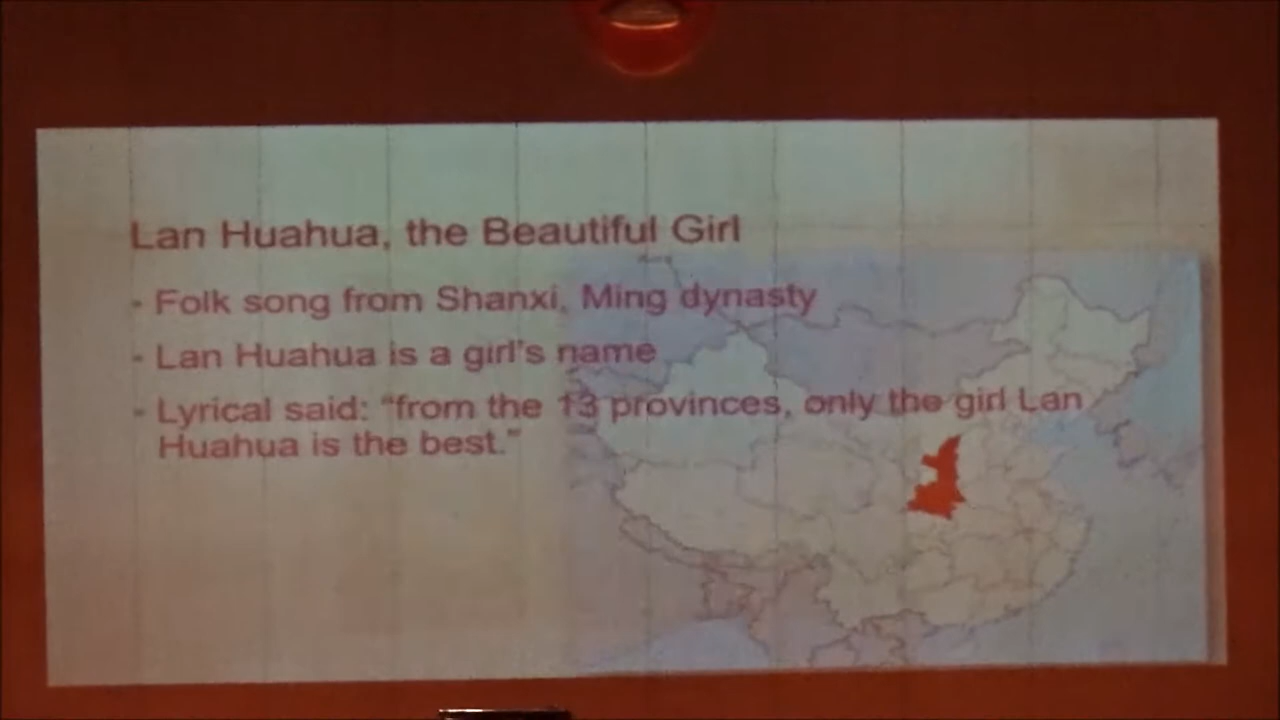 Lan Huahua, the Beautiful Girl
- Folk song from Shanxi, Ming dynasty
- Lan Huahua is a girl's name
- Lyrical said: "from the 13 provinces, only the girl Lan
Huahua is the best."